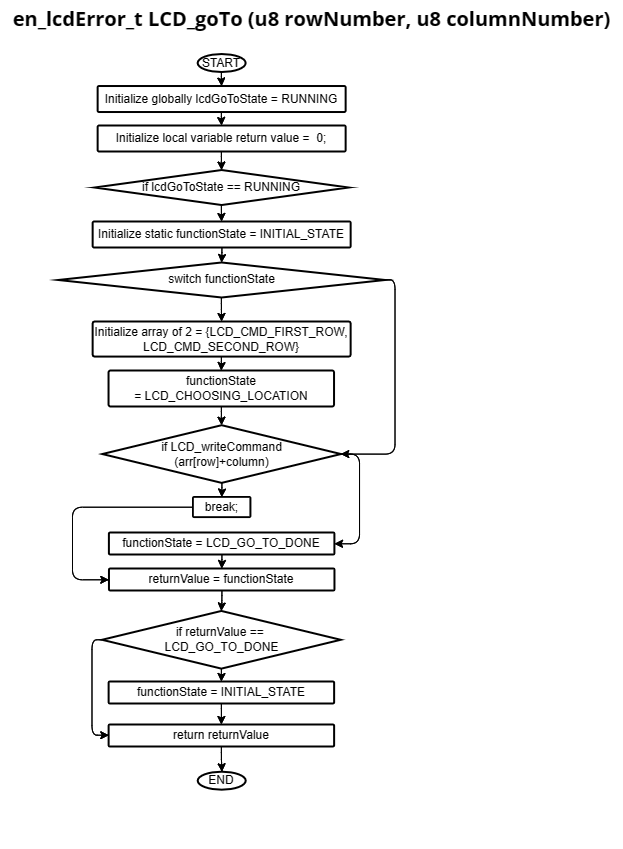 en_lcdError_t LCD_goTo (u8 rowNumber, u8 columnNumber)
START
Initialize globally lcdGoToState = RUNNING
Initialize local variable return value =  0;
if lcdGoToState == RUNNING
Initialize static functionState = INITIAL_STATE
switch functionState
Initialize array of 2 = {LCD_CMD_FIRST_ROW,
LCD_CMD_SECOND_ROW}
functionState
= LCD_CHOOSING_LOCATION
if LCD_writeCommand
(arr[row]+column)
break;
functionState = LCD_GO_TO_DONE
returnValue = functionState
if returnValue ==
LCD_GO_TO_DONE
functionState = INITIAL_STATE
return returnValue
END